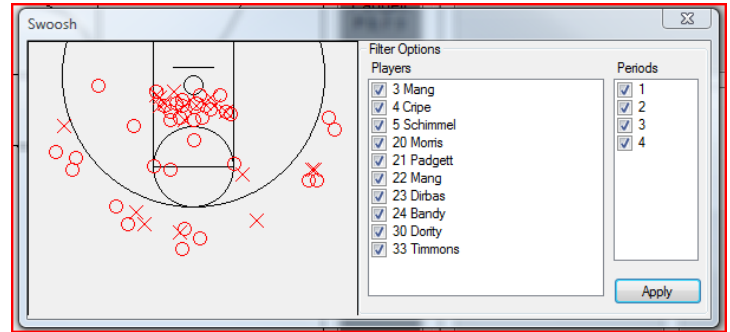 Swoosh
Filter Options
Players
3 Mang
4 Cripe
5 Schimmel
20 Morris
21 Padgett
22 Mang
23 Dirbas
24 Bandy
30 Dority
33 Timmons
Periods
1
2
3
4
Apply